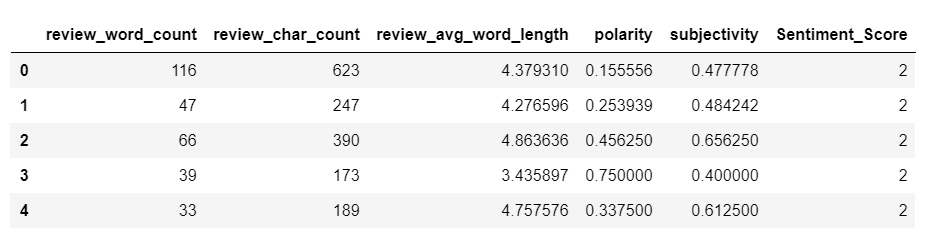 review_word_count review_char_count review_avg_word_length polarity subjectivity Sentiment_Score
0 116 623 4.379310 0.155556 0.477778 2
1 47 247 4.276596 0.253939 0.484242 2
2 66 390 4.863636 0.456250 0.656250 2
3 39 173 3.435897 0.750000 0.400000 2
4 33 189 4.757576 0.337500 0.612500 2